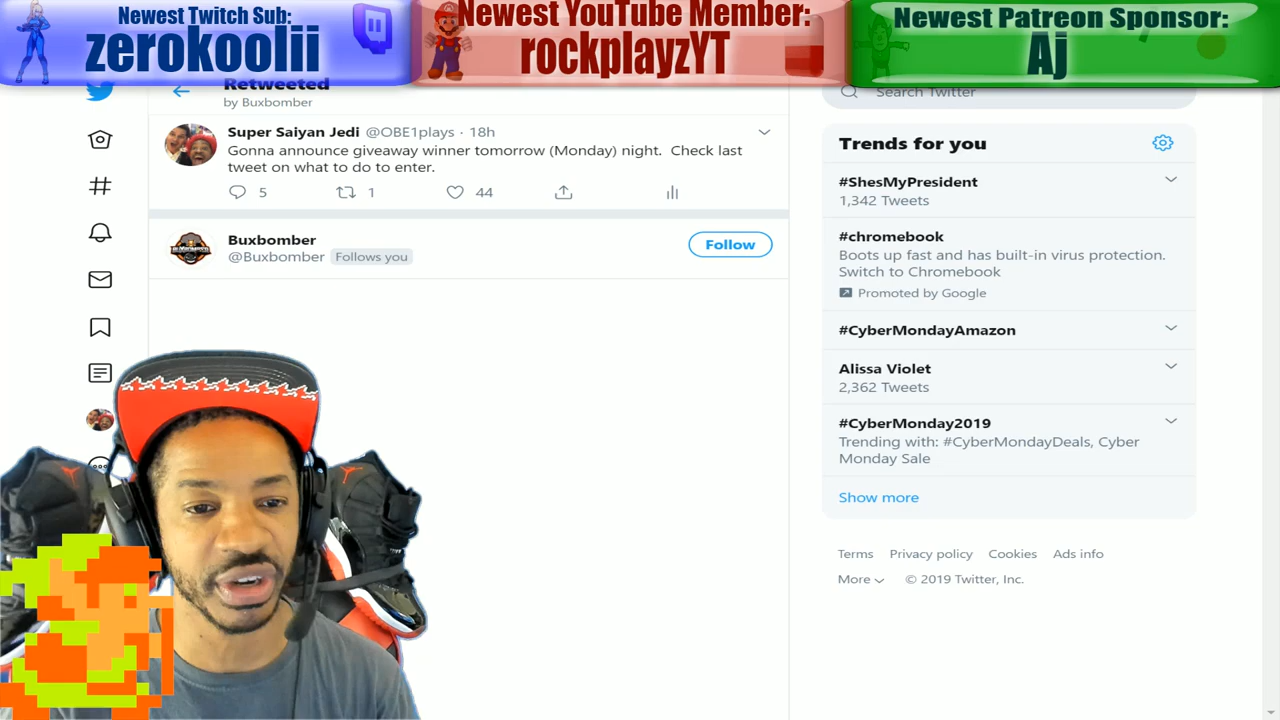 Newest Twitch Sub:
zerokoolii
Newest YouTube Member:
rockplayzYT
Newest Patreon Sponsor:
Aj
Retweeted
by Buxbomber
Super Saiyan Jedi @OBE1plays · 18h
Gonna announce giveaway winner tomorrow (Monday) night. Check last
tweet on what to do to enter.
5 1 44
Buxbomber
@Buxbomber Follows you
Follow
Search Twitter
Trends for you
#ShesMyPresident
1,342 Tweets
#chromebook
Boots up fast and has built-in virus protection.
Switch to Chromebook
Promoted by Google
#CyberMondayAmazon
Alissa Violet
2,362 Tweets
#CyberMonday2019
Trending with: #CyberMondayDeals, Cyber
Monday Sale
Show more
Terms Privacy policy Cookies Ads info
More © 2019 Twitter, Inc.